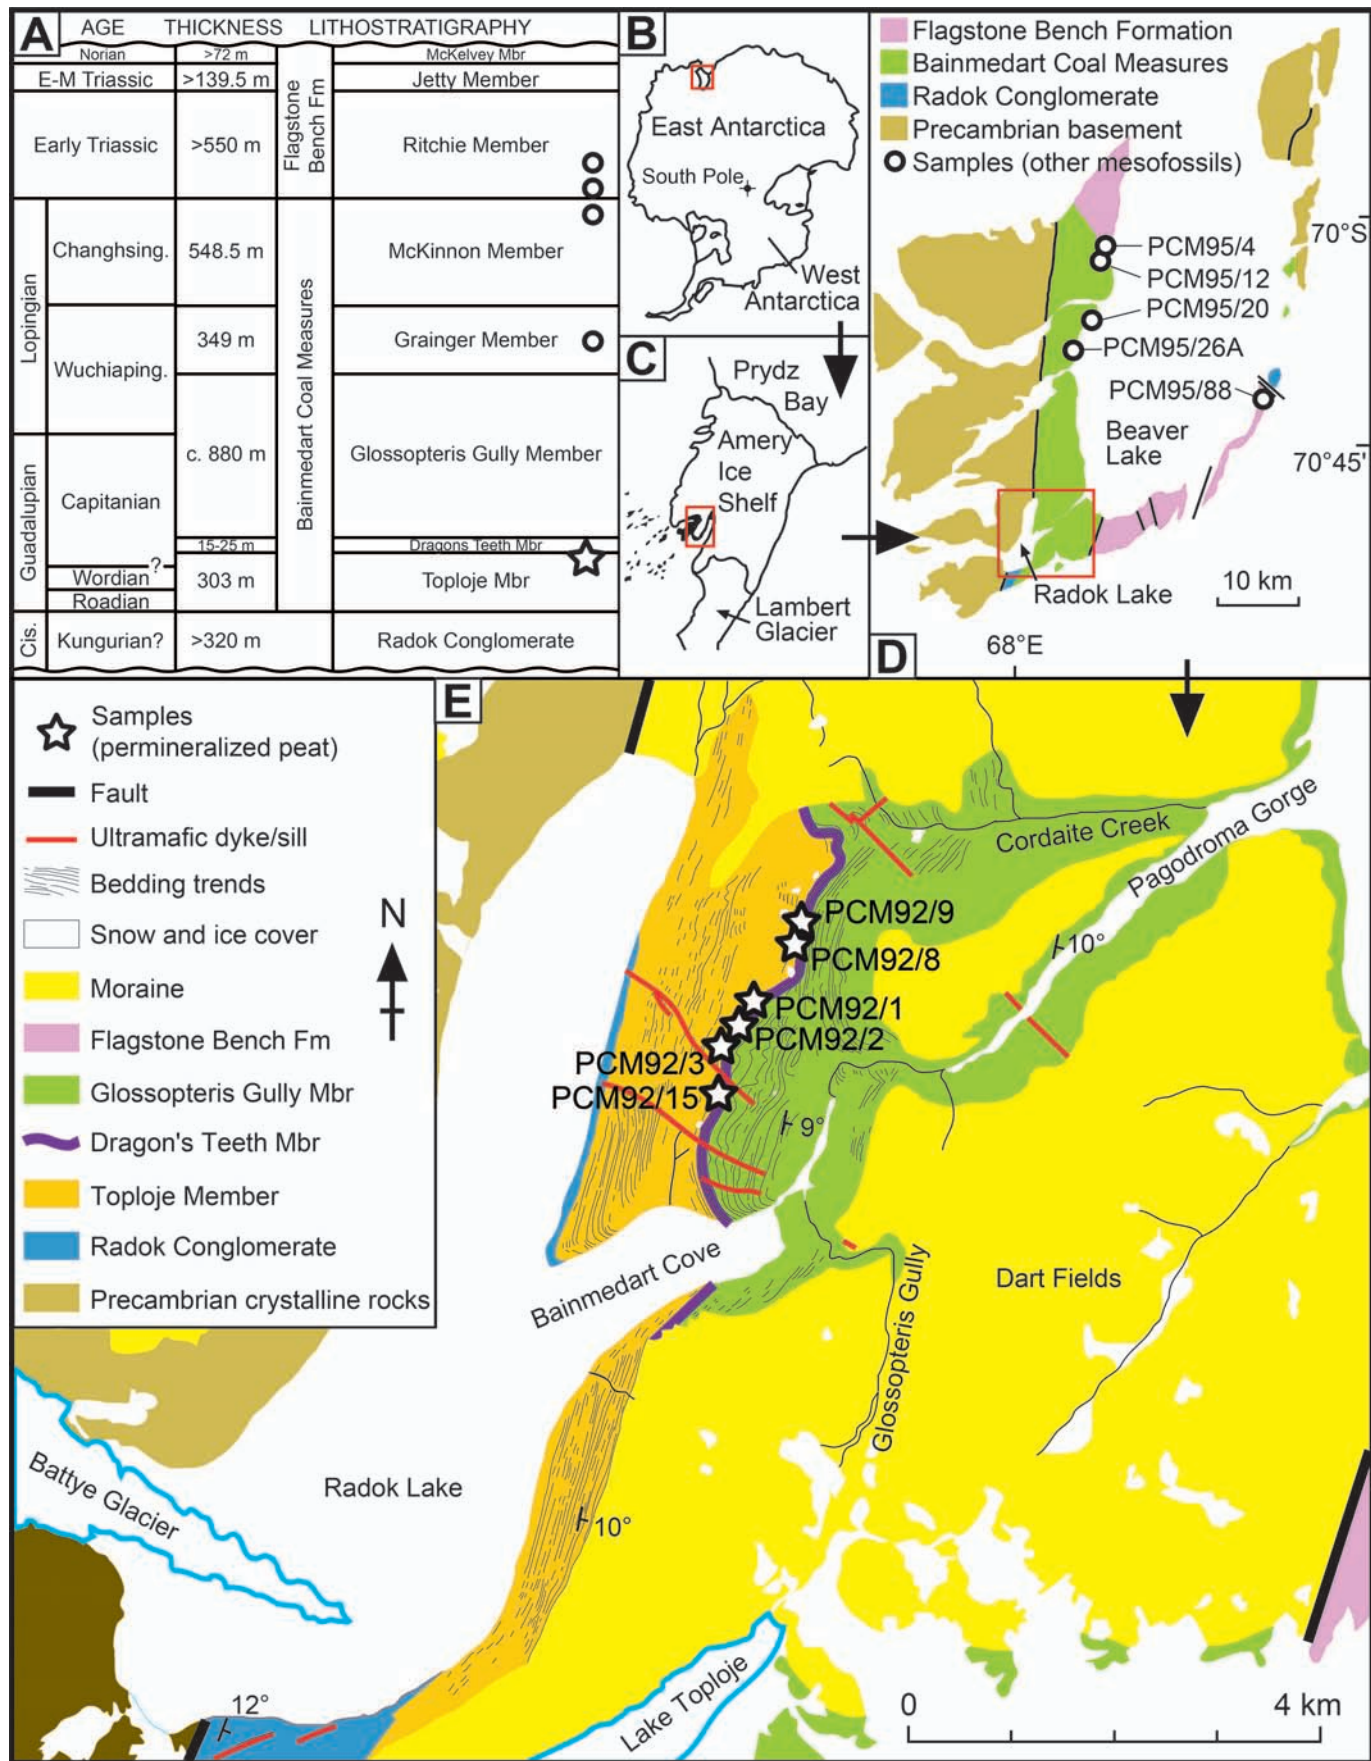 A
AGE THICKNESS LITHOSTRATIGRAPHY
Norian >72 m McKelvey Mbr
E-M Triassic >139.5 m Jetty Member
Early Triassic >550 m Ritchie Member
Flagstone
Bench Fm
Lopingian
Changhsing. 548.5 m McKinnon Member
Wuchiaping. 349 m Grainger Member
Bainmedart Coal Measures
Guadalupian
c. 880 m Glossopteris Gully Member
Capitanian
15-25 m Dragons Teeth Mbr
?
Wordian 303 m Toploje Mbr
Roadian
Cis. Kungurian? >320 m Radok Conglomerate
B
East Antarctica
South Pole
West
Antarctica
C
Prydz
Bay
Amery
Ice
Shelf
Lambert
Glacier
Flagstone Bench Formation
Bainmedart Coal Measures
Radok Conglomerate
Precambrian basement
Samples (other mesofossils)
70°S
PCM95/4
PCM95/12
PCM95/20
PCM95/26A
PCM95/88
Beaver
Lake
70°45'
Radok Lake
10 km
D
68°E
Samples
(permineralized peat)
Fault
Ultramafic dyke/sill
Bedding trends
Snow and ice cover
Moraine
Flagstone Bench Fm
Glossopteris Gully Mbr
Dragon's Teeth Mbr
Toploje Member
Radok Conglomerate
Precambrian crystalline rocks
N
E
Cordaite Creek
Pagodroma Gorge
PCM92/9
10°
PCM92/8
PCM92/1
PCM92/2
PCM92/3
PCM92/15
9°
Bainmedart Cove
Glossopteris Gully
Dart Fields
Battye Glacier
Radok Lake
10°
12°
Lake Toploje
0 4 km